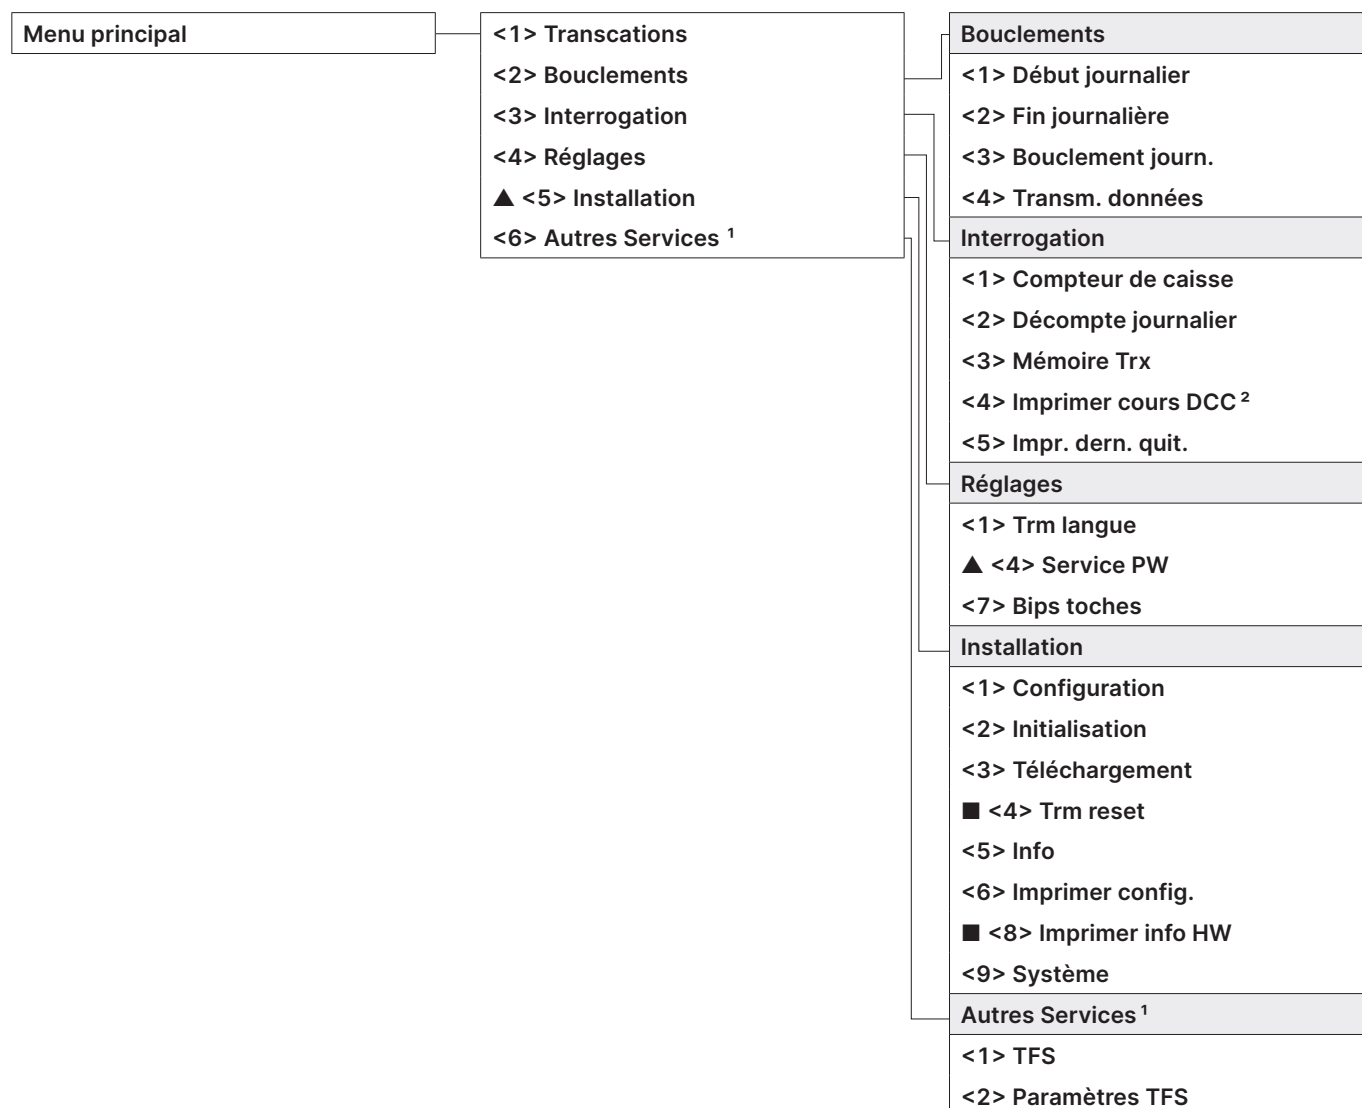 Menu principal
<1> Transcations
<2> Bouclements
<3> Interrogation
<4> Réglages
▲ <5> Installation
<6> Autres Services ¹
Bouclements
<1> Début journalier
<2> Fin journalière
<3> Bouclement journ.
<4> Transm. données
Interrogation
<1> Compteur de caisse
<2> Décompte journalier
<3> Mémoire Trx
<4> Imprimer cours DCC ²
<5> Impr. dern. quit.
Réglages
<1> Trm langue
▲ <4> Service PW
<7> Bips toches
Installation
<1> Configuration
<2> Initialisation
<3> Téléchargement
■ <4> Trm reset
<5> Info
<6> Imprimer config.
■ <8> Imprimer info HW
<9> Système
Autres Services ¹
<1> TFS
<2> Paramètres TFS